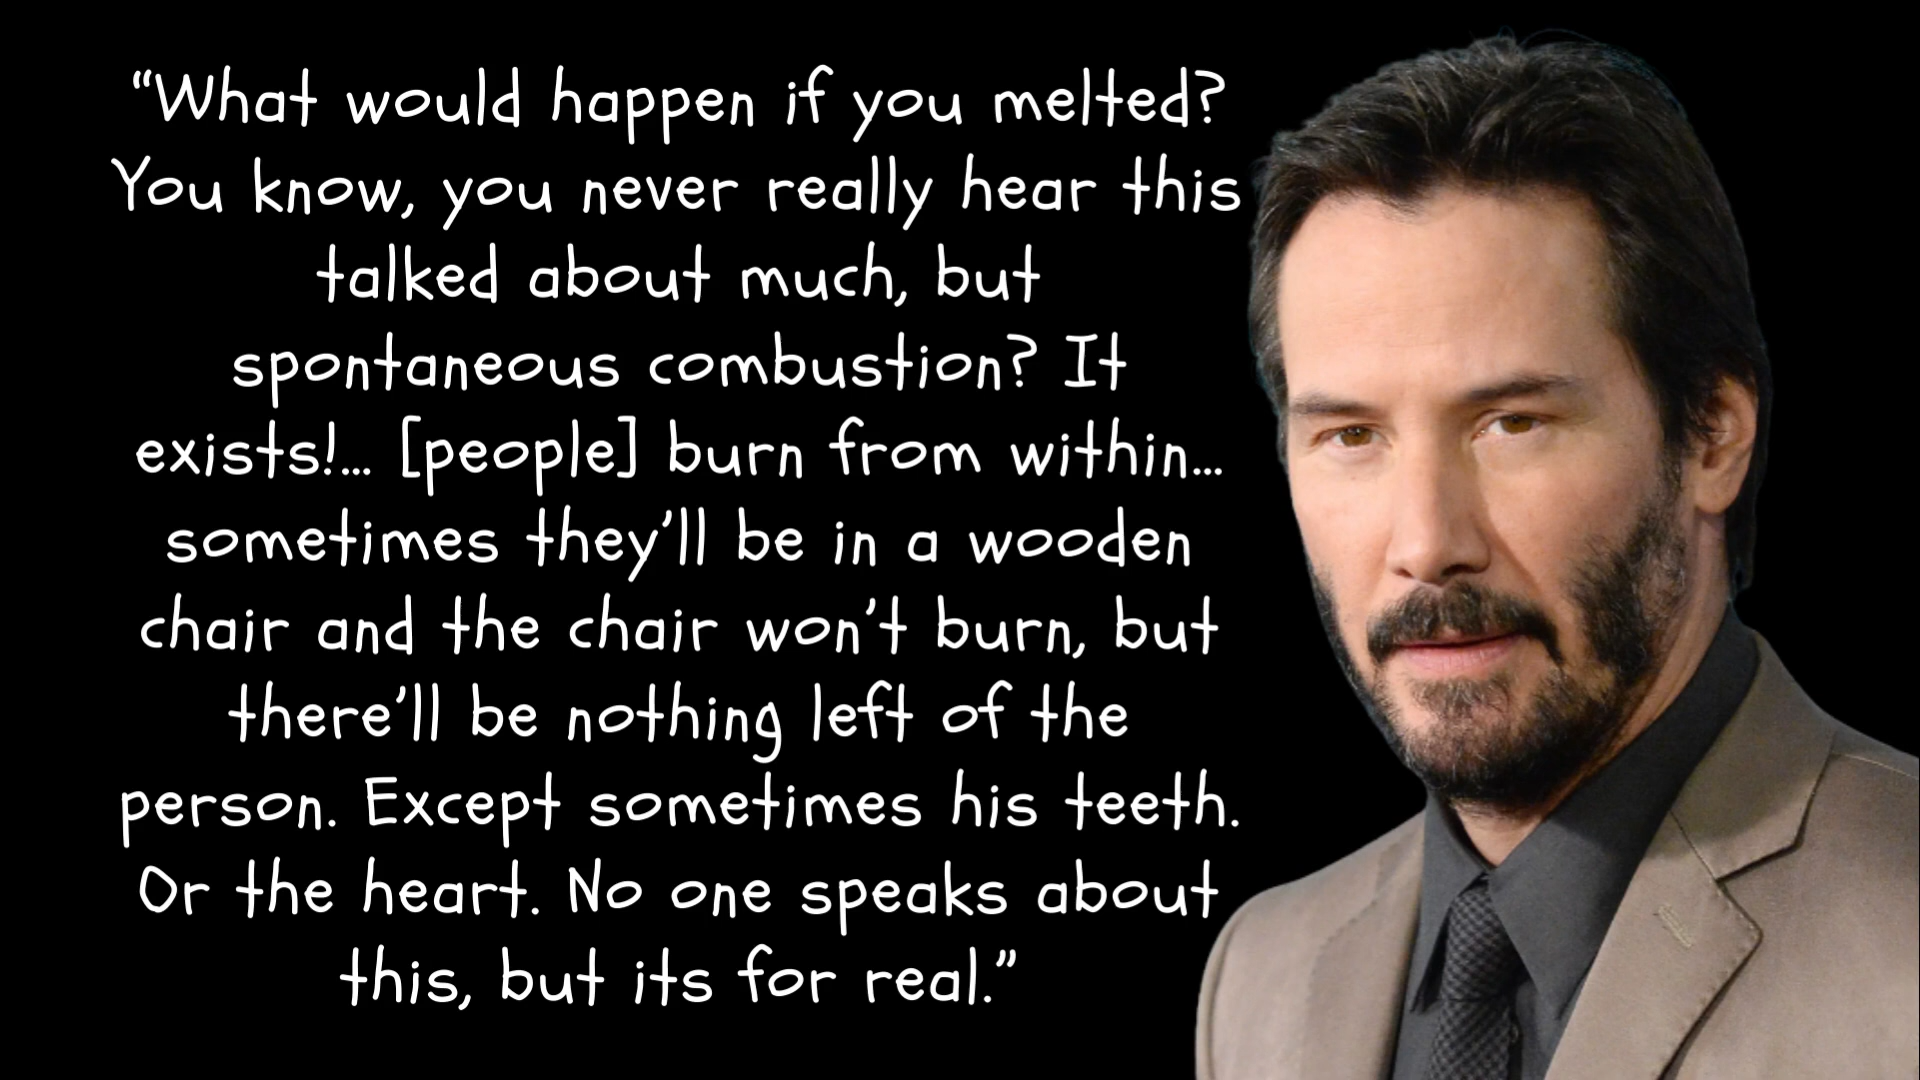 “What would happen if you melted?
You know, you never really hear this
talked about much, but
spontaneous combustion? It
exists!... [people] burn from within...
sometimes they’ll be in a wooden
chair and the chair won’t burn, but
there’ll be nothing left of the
person. Except sometimes his teeth.
Or the heart. No one speaks about
this, but its for real.”